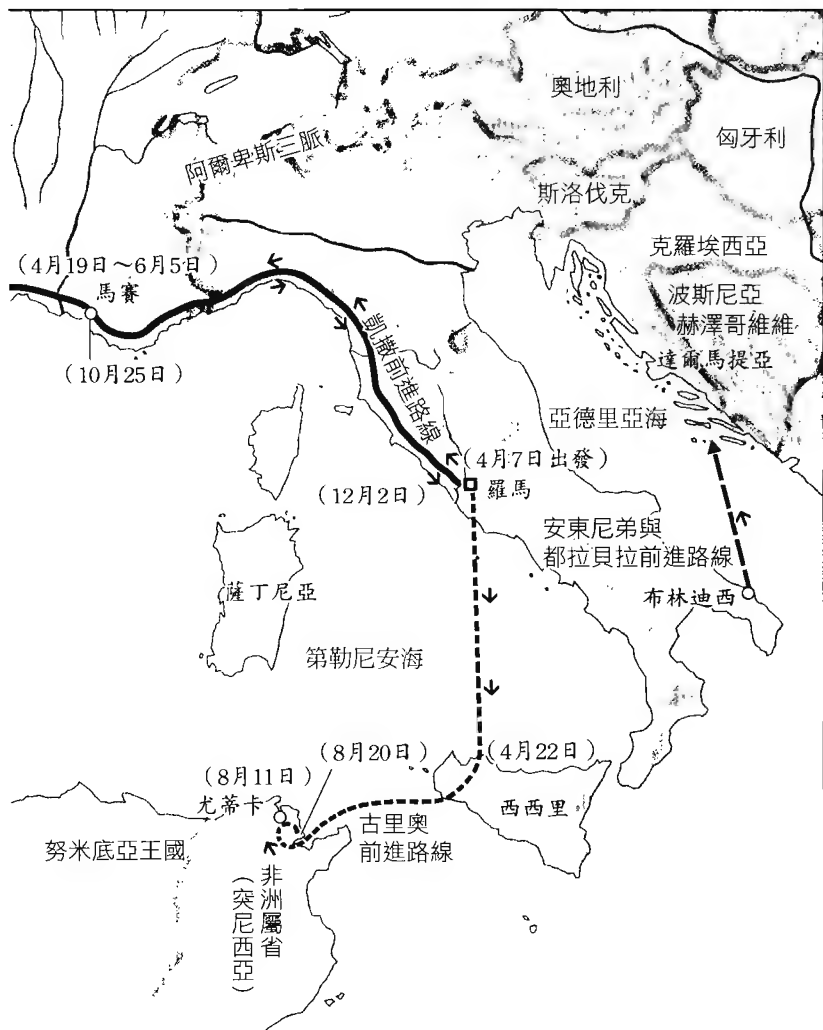 奧地利
匈牙利
阿爾卑斯三脈
斯洛伐克
克羅埃西亞
(4月19日～6月5日)
馬賽
波斯尼亞
赫澤哥維維
達爾馬提亞
(10月25日)
凱撒前進路線
亞德里亞海
(4月7日出發)
(12月2日)
羅馬
安東尼弟與
都拉貝拉前進路線
布林迪西
薩丁尼亞
第勒尼安海
(8月20日)
(4月22日)
(8月11日)
尤蒂卡
西西里
古里奧
前進路線
努米底亞王國
非洲屬省
(突尼西亞)